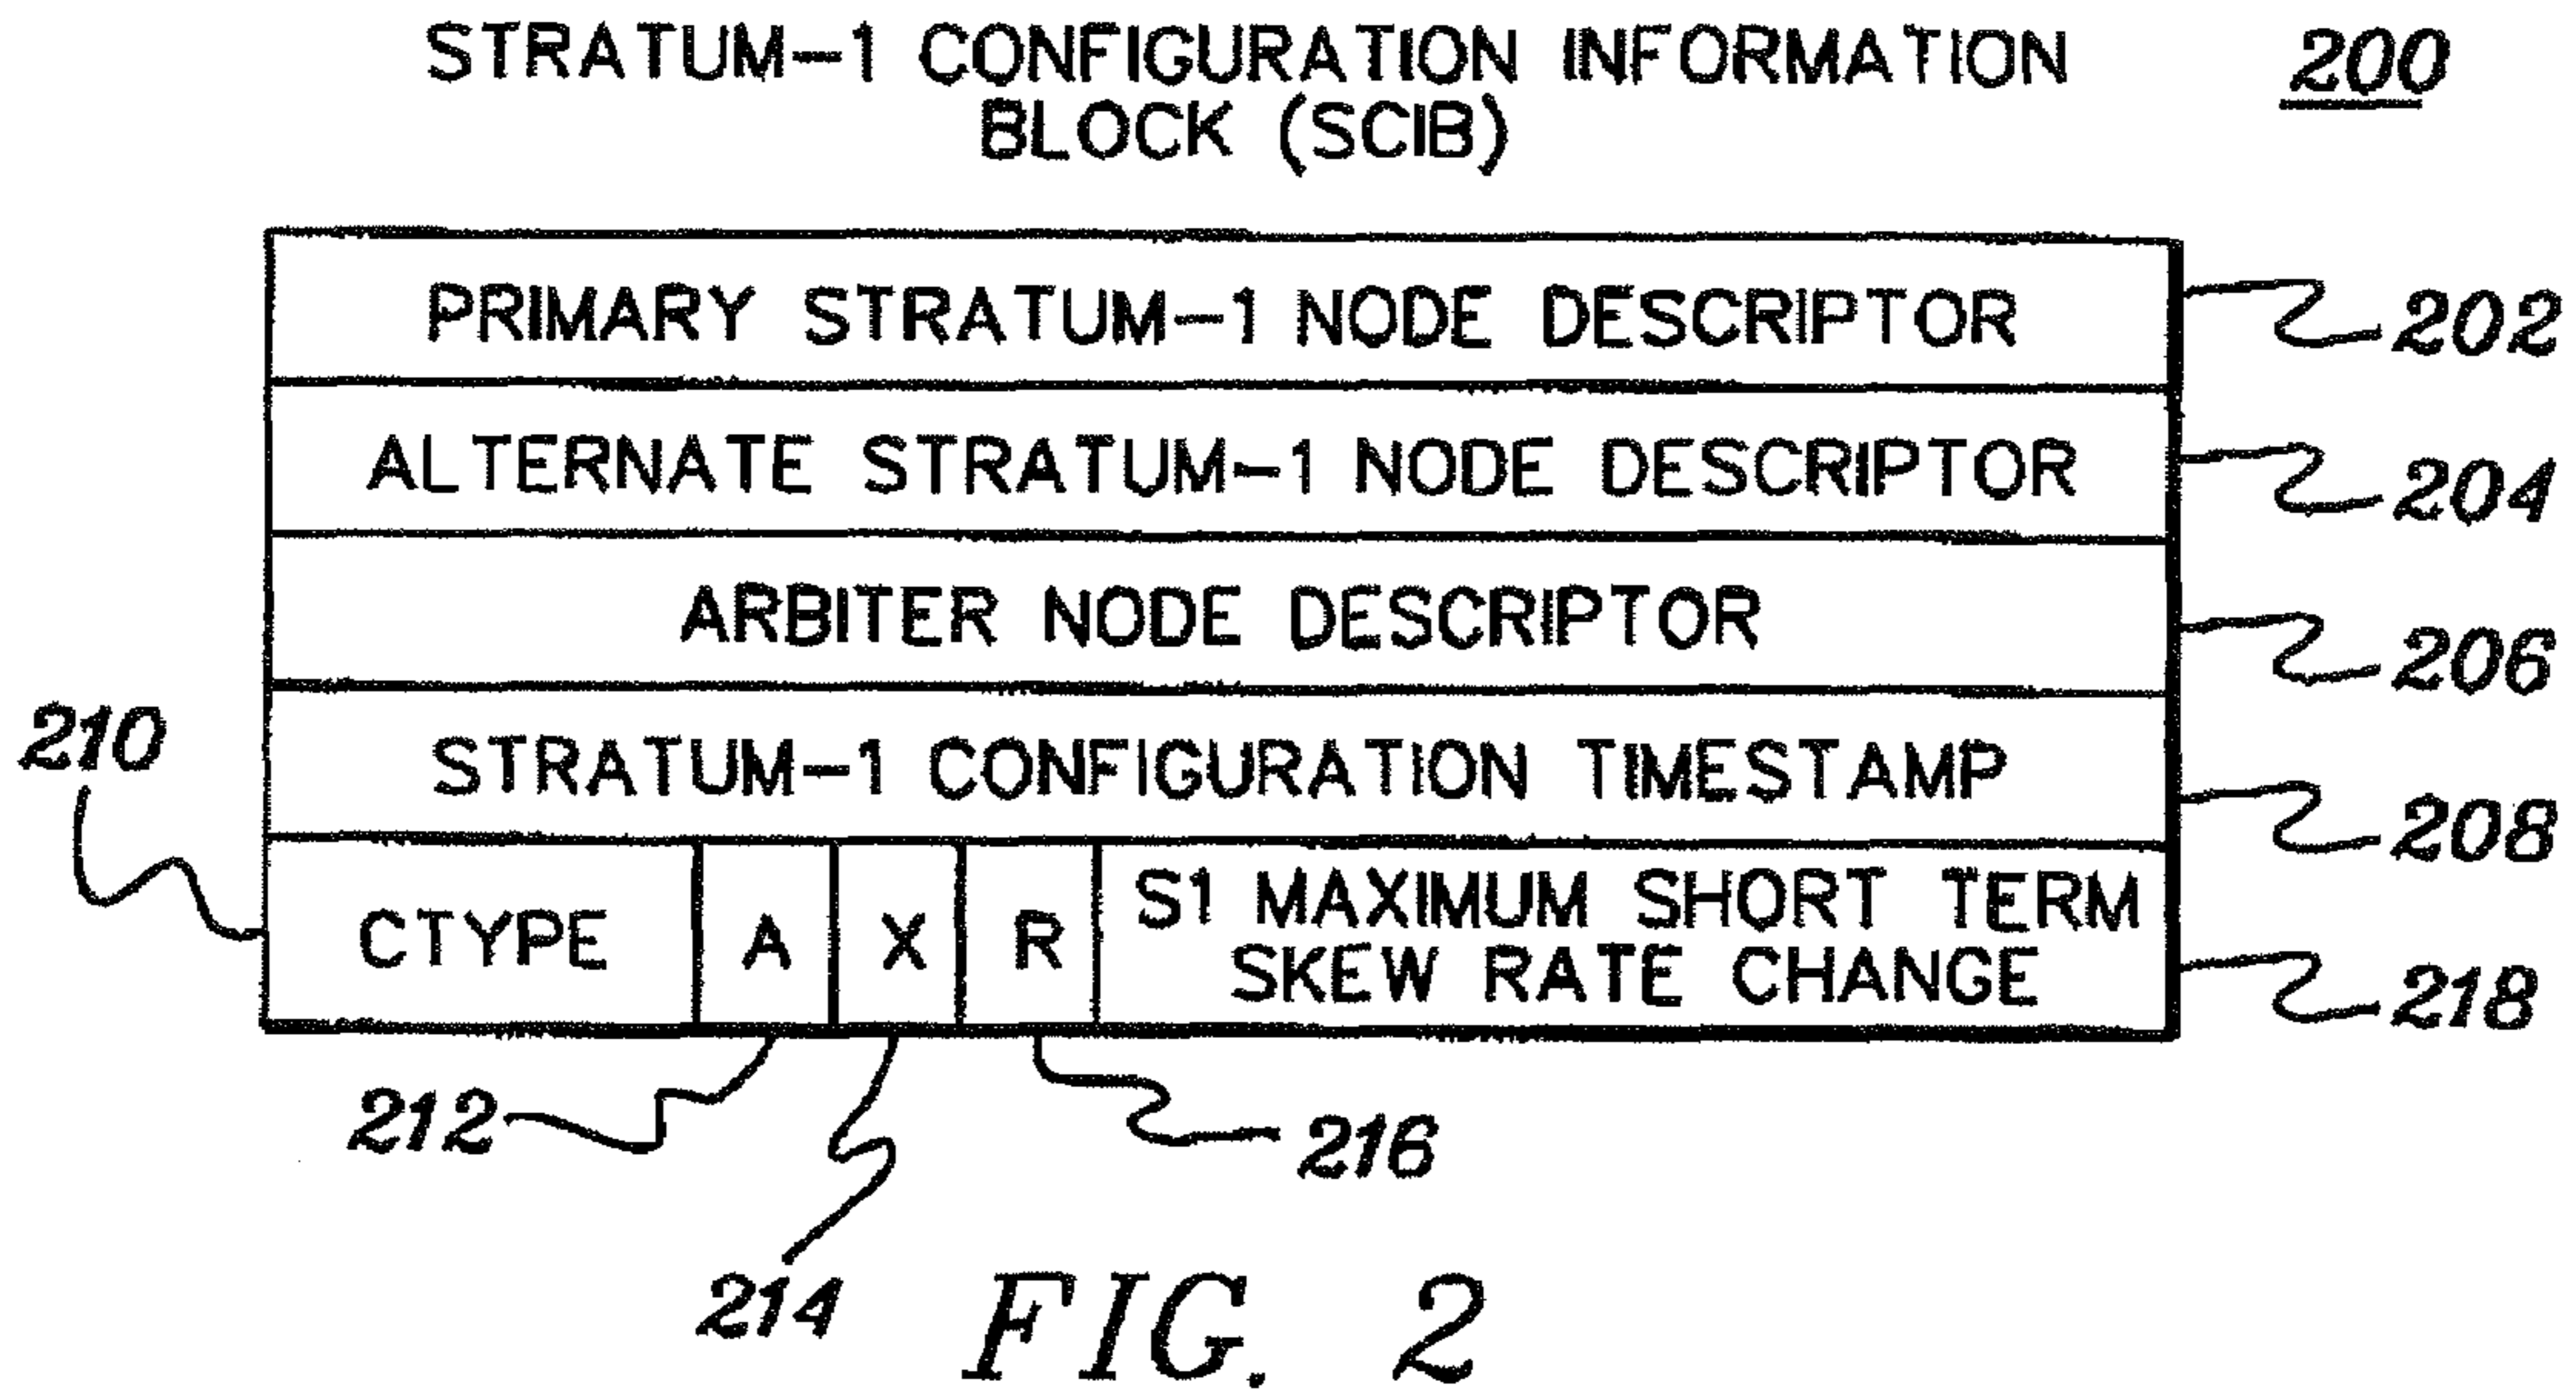 STRATUM-1 CONFIGURATION INFORMATION
BLOCK (SCIB)
200
PRIMARY STRATUM-1 NODE DESCRIPTOR
202
ALTERNATE STRATUM-1 NODE DESCRIPTOR
204
ARBITER NODE DESCRIPTOR
206
210
STRATUM-1 CONFIGURATION TIMESTAMP
208
CTYPE
A
X
R
S1 MAXIMUM SHORT TERM
SKEW RATE CHANGE
218
212
214
216
FIG. 2